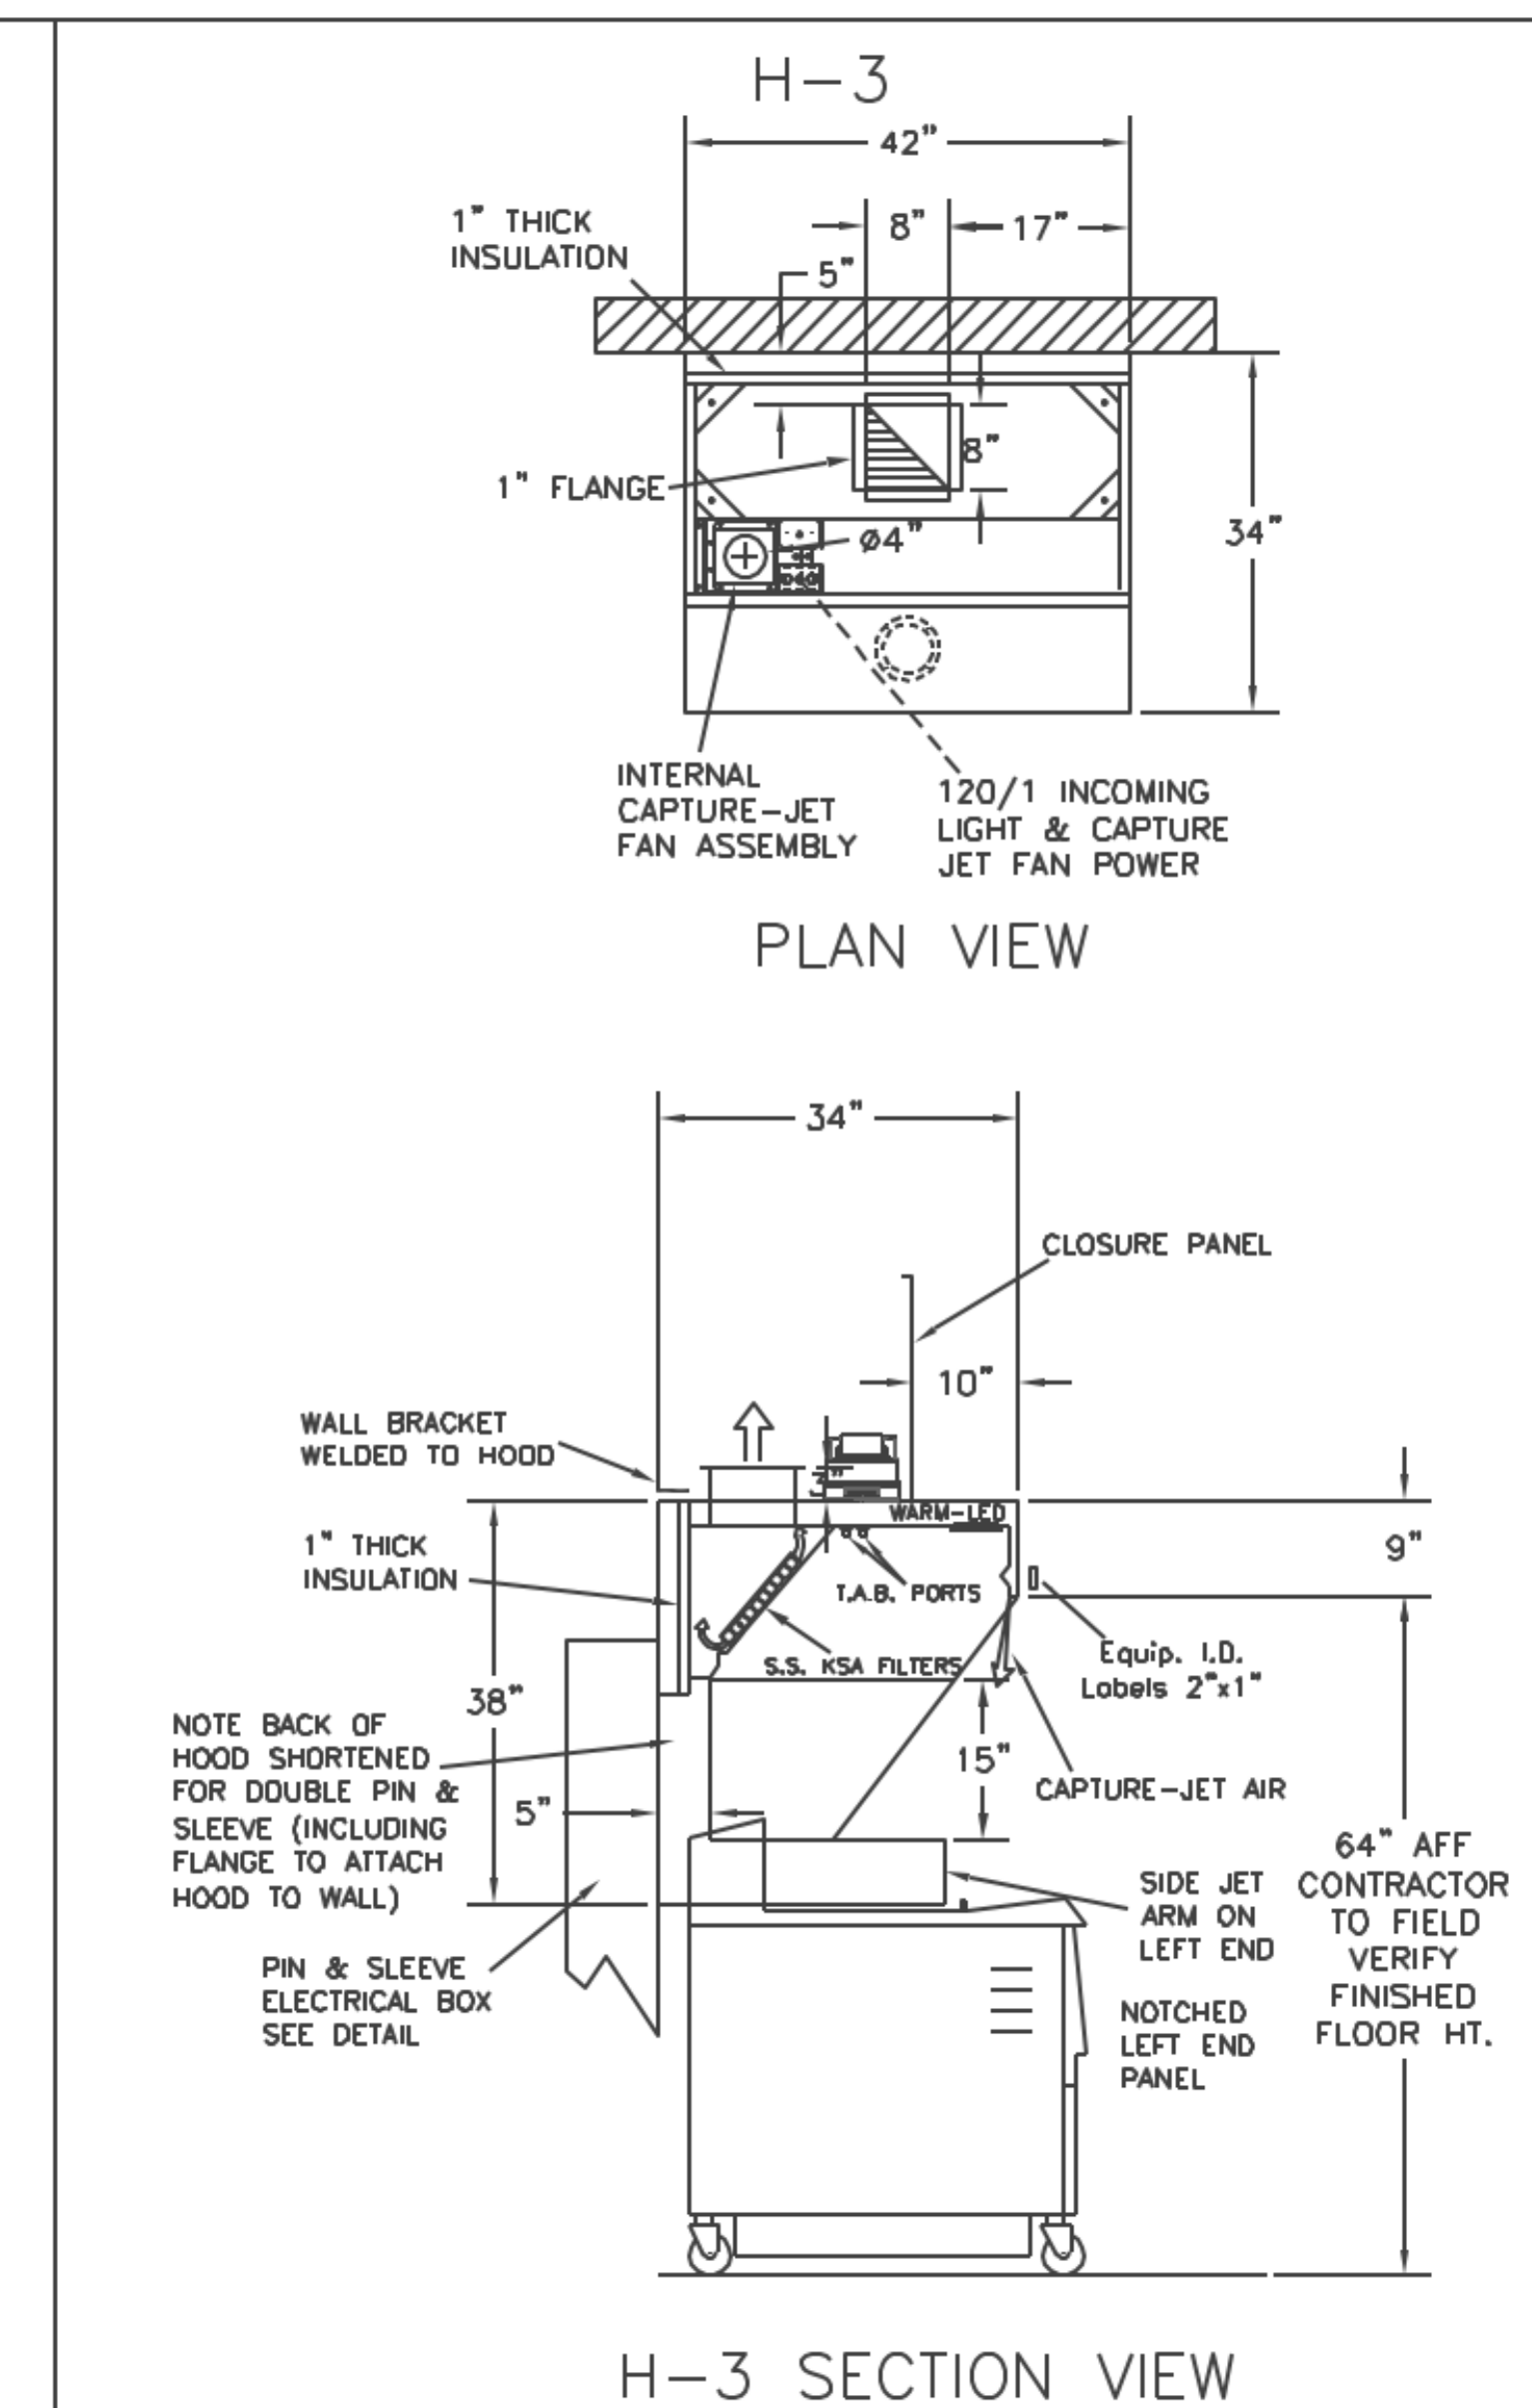 H-3
42"
8"
17"
5"
1" THICK
INSULATION
8"
1" FLANGE
34"
ø4"
INTERNAL
CAPTURE-JET
FAN ASSEMBLY
120/1 INCOMING
LIGHT & CAPTURE
JET FAN POWER
PLAN VIEW
34"
CLOSURE PANEL
10"
WALL BRACKET
WELDED TO HOOD
3"
WARM-LED
9"
1" THICK
INSULATION
T.A.B. PORTS
S.S. KSA FILTERS
Equip. I.D.
Labels 2"x1"
38"
NOTE BACK OF
HOOD SHORTENED
FOR DOUBLE PIN &
SLEEVE (INCLUDING
FLANGE TO ATTACH
HOOD TO WALL)
15"
CAPTURE-JET AIR
5"
64" AFF
CONTRACTOR
TO FIELD
VERIFY
FINISHED
FLOOR HT.
SIDE JET
ARM ON
LEFT END
PIN & SLEEVE
ELECTRICAL BOX
SEE DETAIL
NOTCHED
LEFT END
PANEL
H-3 SECTION VIEW